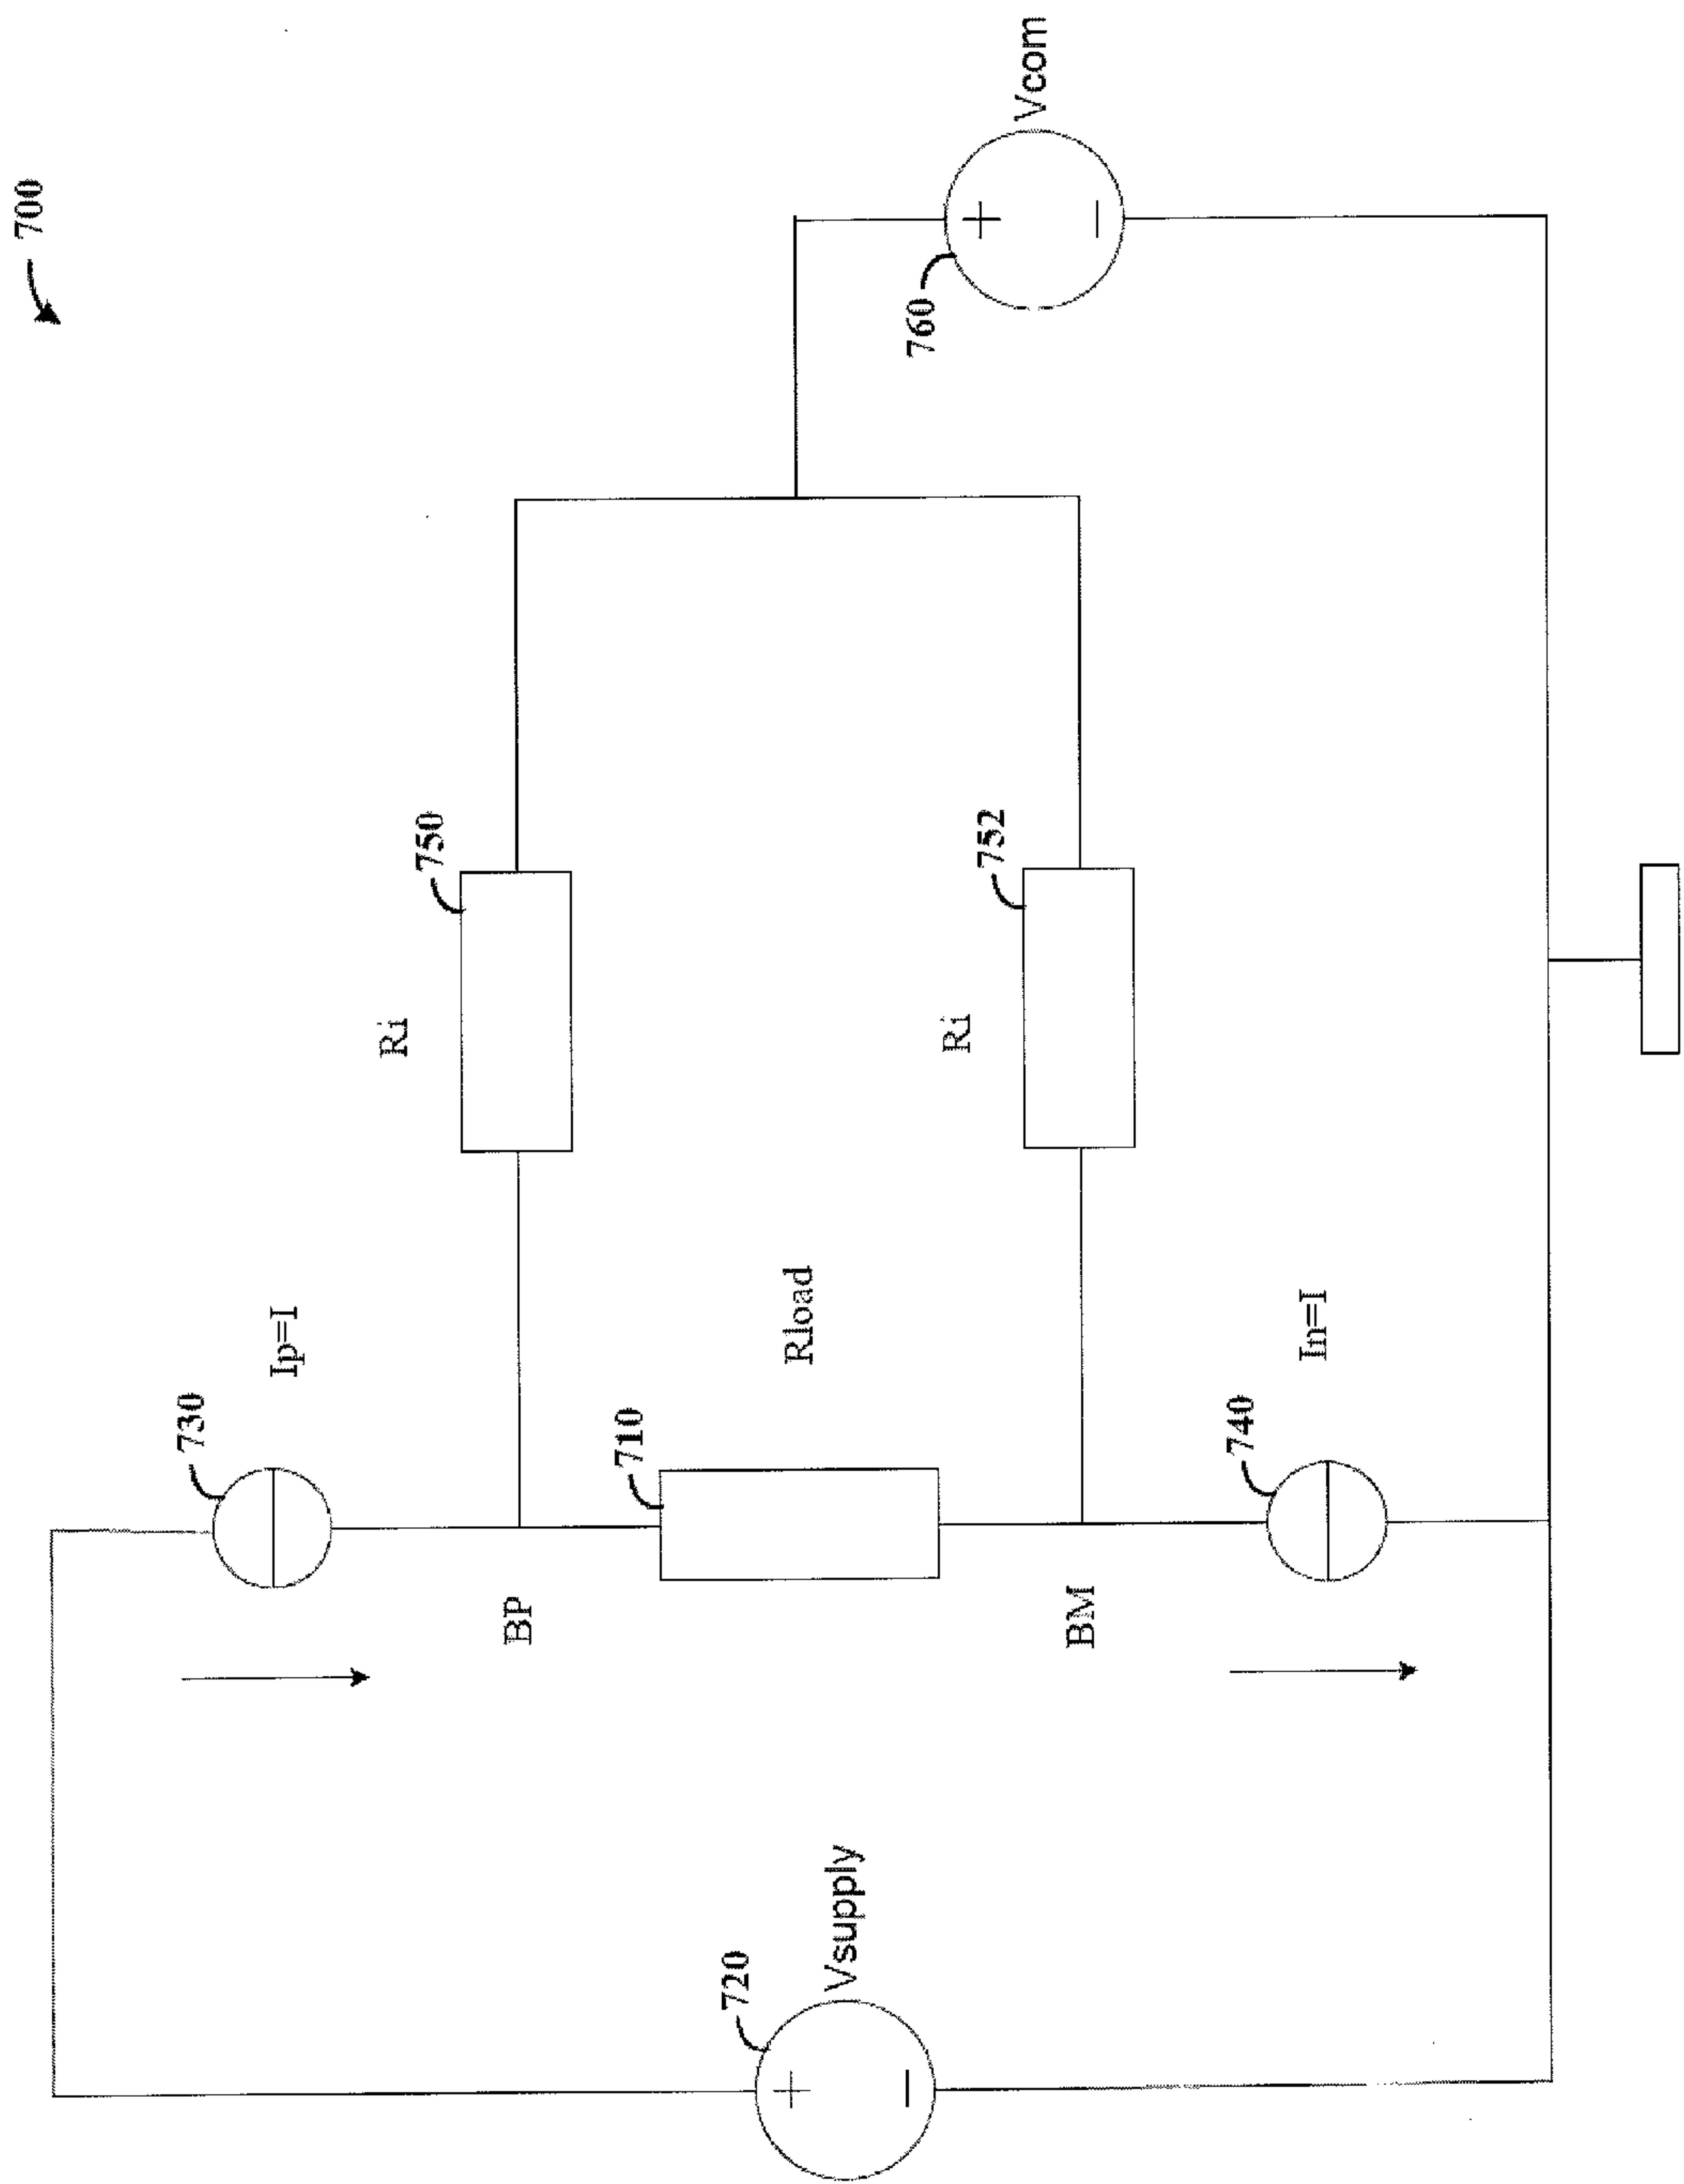 700
730
Ip=I
750
Ri
BP
710
Rload
720
Vsupply
760
Vcom
+
−
+
−
752
Ri
BM
740
In=I